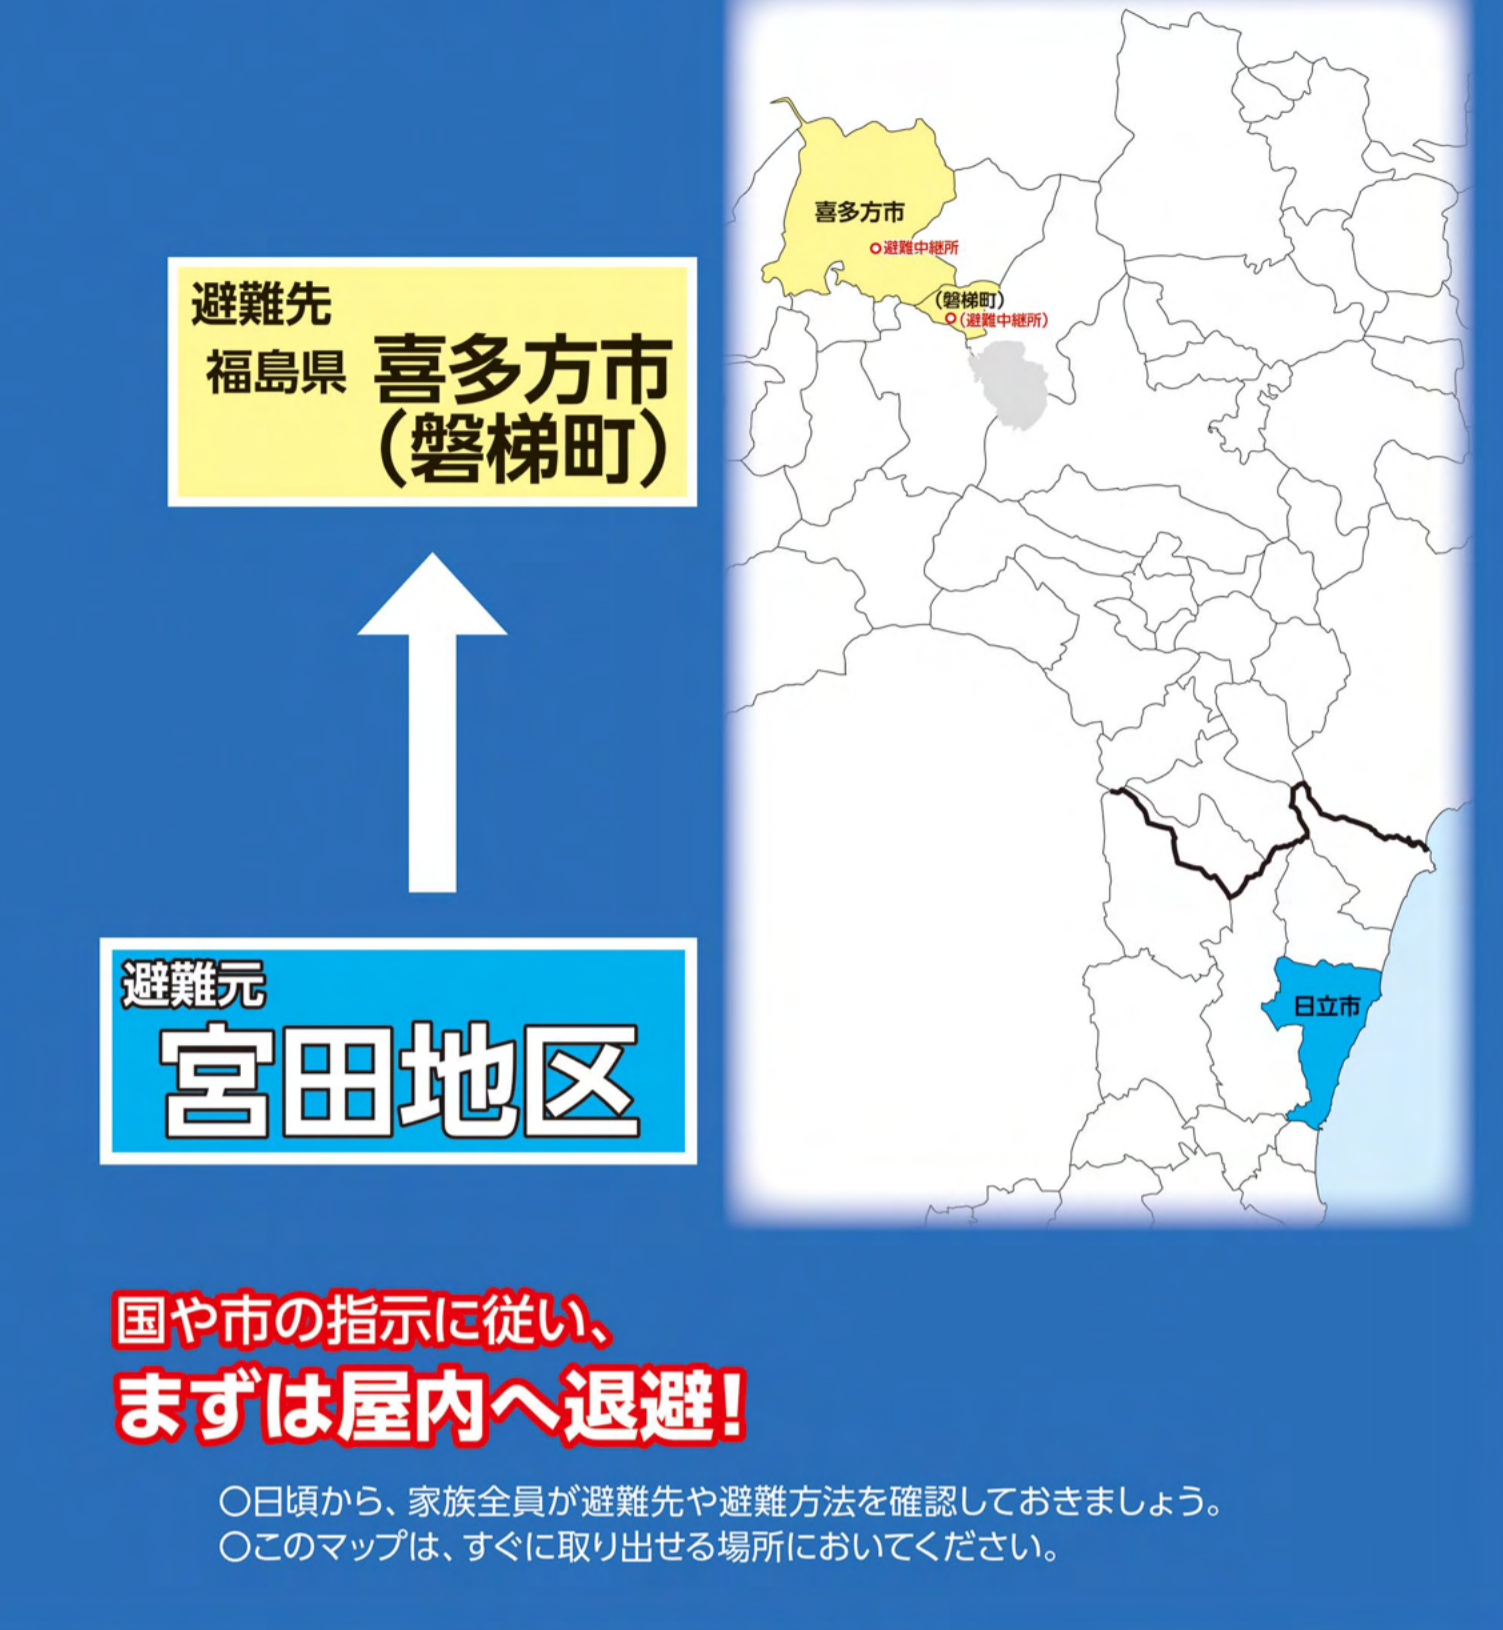 避難先
福島県 喜多方市
(磐梯町)
避難元
宮田地区
喜多方市
避難中継所
(磐梯町)
(避難中継所)
日立市
国や市の指示に従い、
まずは屋内へ退避!
○日頃から、家族全員が避難先や避難方法を確認しておきましょう。
○このマップは、すぐに取り出せる場所においてください。